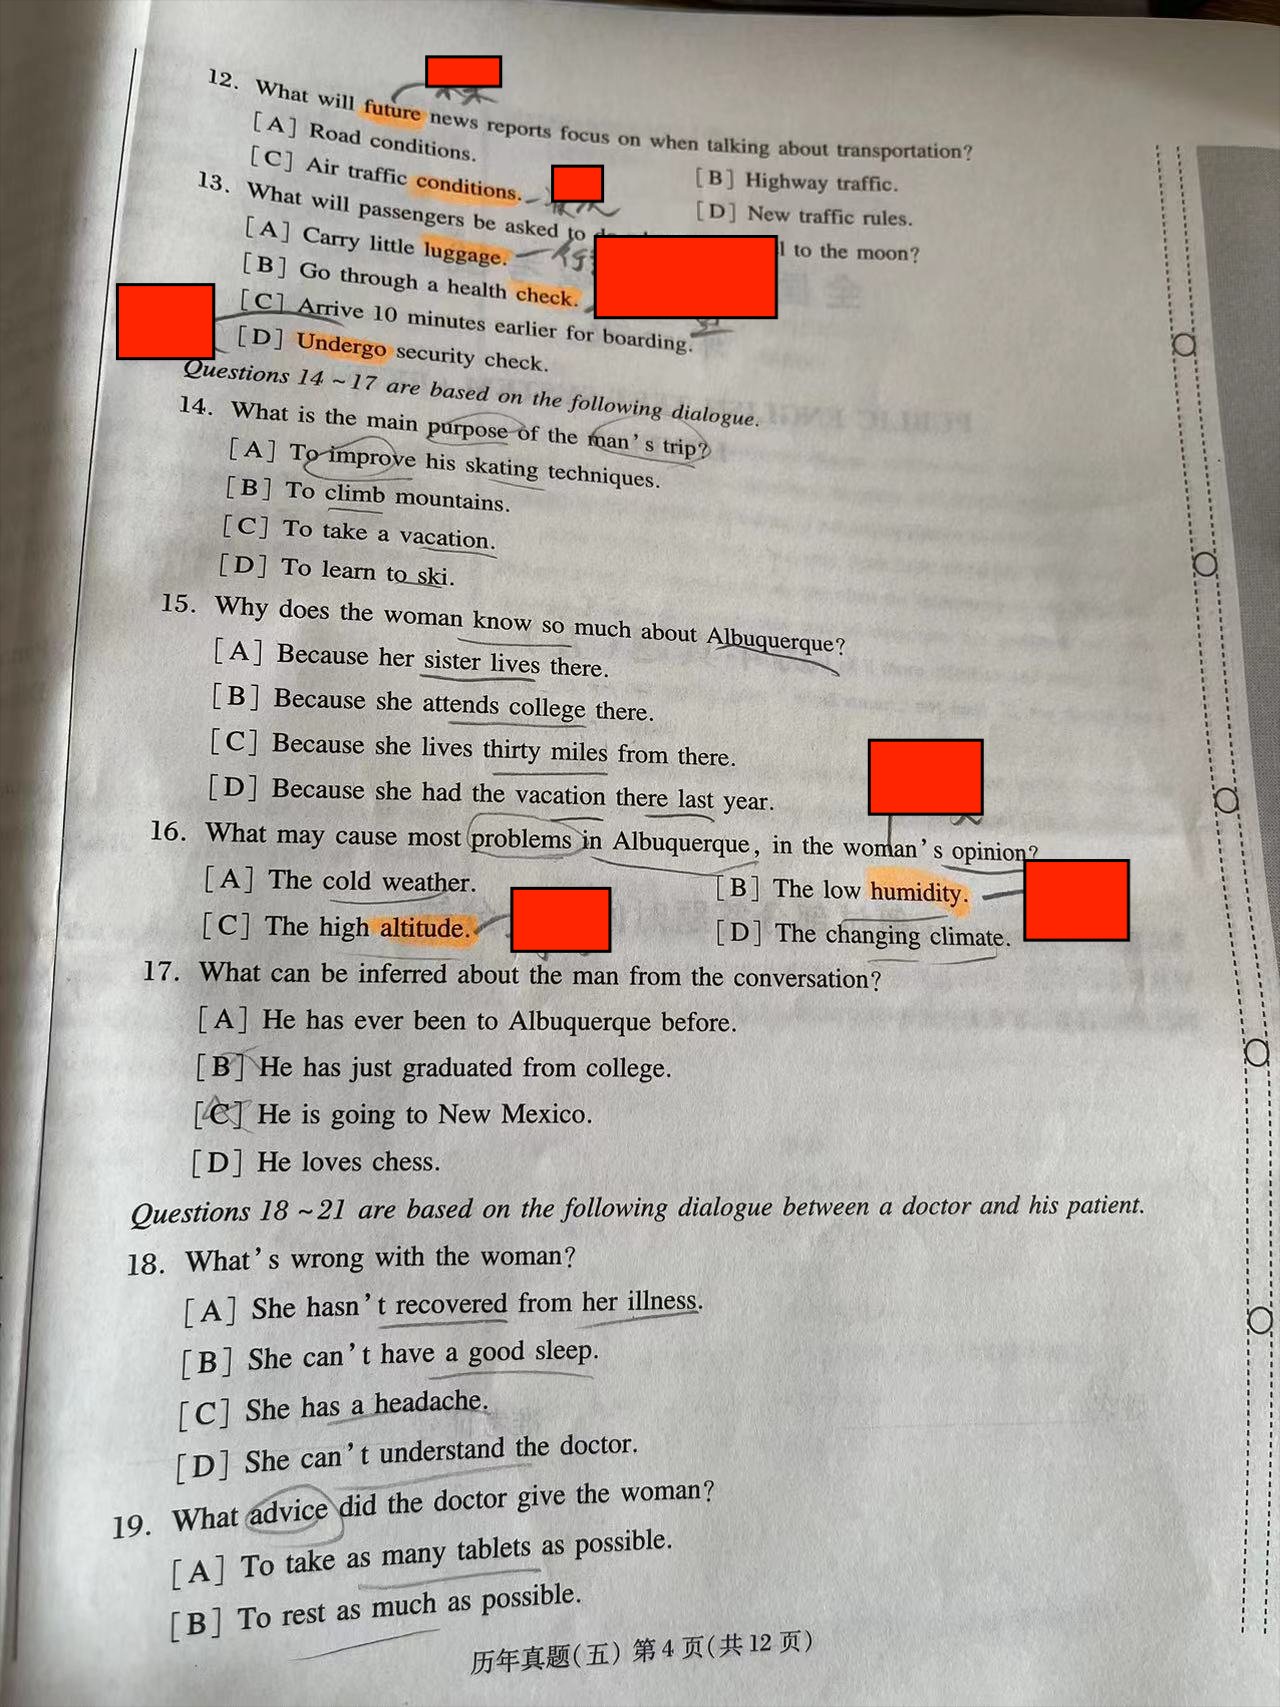 12. What will future news reports focus on when talking about transportation?
[A] Road conditions.
[B] Highway traffic.
[C] Air traffic conditions.
[D] New traffic rules.
13. What will passengers be asked to to the moon?
[A] Carry little luggage.
[B] Go through a health check.
[C] Arrive 10 minutes earlier for boarding.
[D] Undergo security check.
Questions 14 ~ 17 are based on the following dialogue.
14. What is the main purpose of the man's trip?
[A] To improve his skating techniques.
[B] To climb mountains.
[C] To take a vacation.
[D] To learn to ski.
15. Why does the woman know so much about Albuquerque?
[A] Because her sister lives there.
[B] Because she attends college there.
[C] Because she lives thirty miles from there.
[D] Because she had the vacation there last year.
16. What may cause most problems in Albuquerque, in the woman's opinion?
[A] The cold weather.
[B] The low humidity.
[C] The high altitude.
[D] The changing climate.
17. What can be inferred about the man from the conversation?
[A] He has ever been to Albuquerque before.
[B] He has just graduated from college.
[C] He is going to New Mexico.
[D] He loves chess.
Questions 18 ~ 21 are based on the following dialogue between a doctor and his patient.
18. What's wrong with the woman?
[A] She hasn't recovered from her illness.
[B] She can't have a good sleep.
[C] She has a headache.
[D] She can't understand the doctor.
19. What advice did the doctor give the woman?
[A] To take as many tablets as possible.
[B] To rest as much as possible.
历年真题(五) 第 4 页(共 12 页)